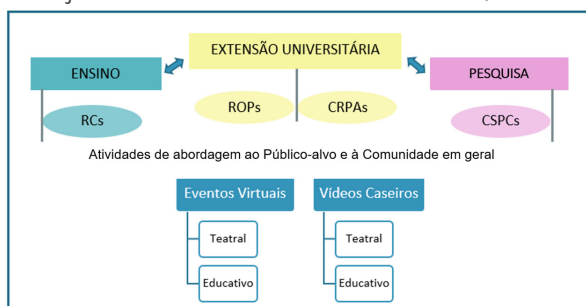 EXTENSÃO UNIVERSITÁRIA
ENSINO
PESQUISA
ROPs
CRPAs
RCs
CSPCs
Atividades de abordagem ao Público-alvo e à Comunidade em geral
Eventos Virtuais
Vídeos Caseiros
Teatral
Teatral
Educativo
Educativo